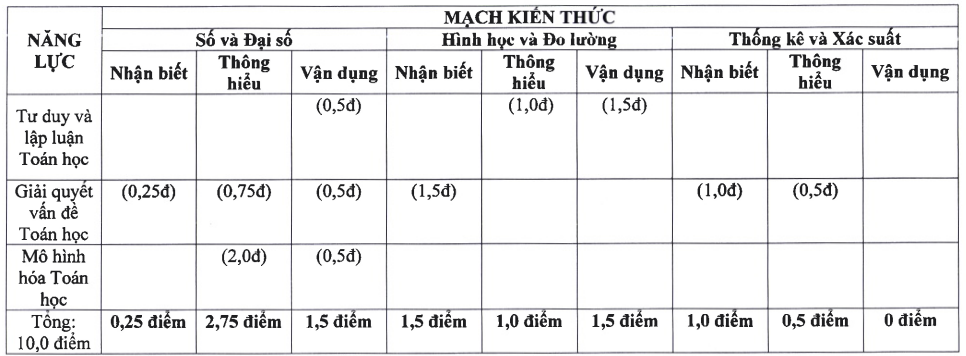 NĂNG LỰC
MẠCH KIẾN THỨC
Số và Đại số
Hình học và Đo lường
Thống kê và Xác suất
Nhận biết
Thông hiểu
Vận dụng
Nhận biết
Thông hiểu
Vận dụng
Nhận biết
Thông hiểu
Vận dụng
Tư duy và
lập luận
Toán học
(0,5đ)
(1,0đ)
(1,5đ)
Giải quyết
vấn đề
Toán học
(0,25đ)
(0,75đ)
(0,5đ)
(1,5đ)
(1,0đ)
(0,5đ)
Mô hình
hóa Toán
học
(2,0đ)
(0,5đ)
Tổng:
10,0 điểm
0,25 điểm
2,75 điểm
1,5 điểm
1,5 điểm
1,0 điểm
1,5 điểm
1,0 điểm
0,5 điểm
0 điểm